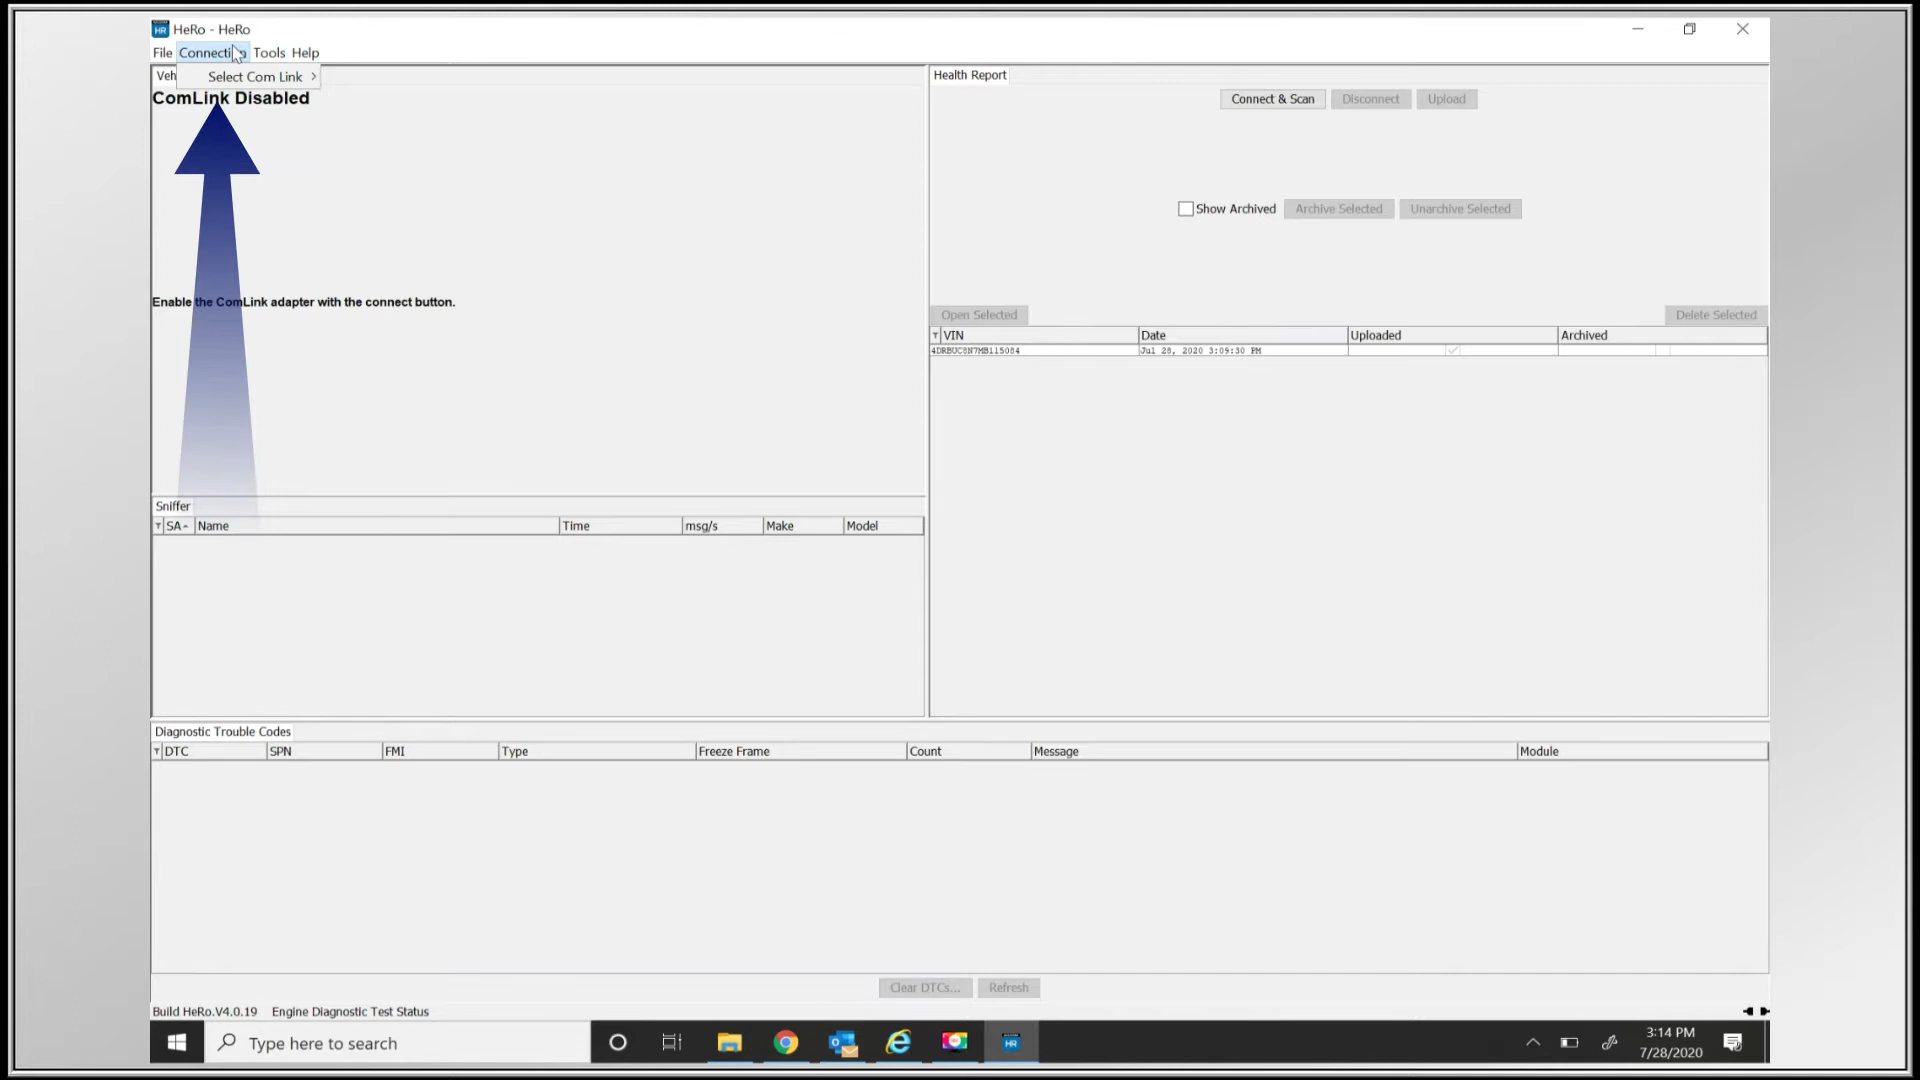 HR HeRo - HeRo
File Connection Tools Help
Select Com Link
Veh
ComLink Disabled
Enable the ComLink adapter with the connect button.
Sniffer
SA Name Time msg/s Make Model
Health Report
Connect & Scan Disconnect Upload
Show Archived Archive Selected Unarchive Selected
Open Selected Delete Selected
VIN Date Uploaded Archived
4DRBUC8N7MB115084 Jul 28, 2020 3:09:30 PM
Diagnostic Trouble Codes
DTC SPN FMI Type Freeze Frame Count Message Module
Clear DTCs... Refresh
Build HeRo.V4.0.19 Engine Diagnostic Test Status
Type here to search
HR
3:14 PM
7/28/2020